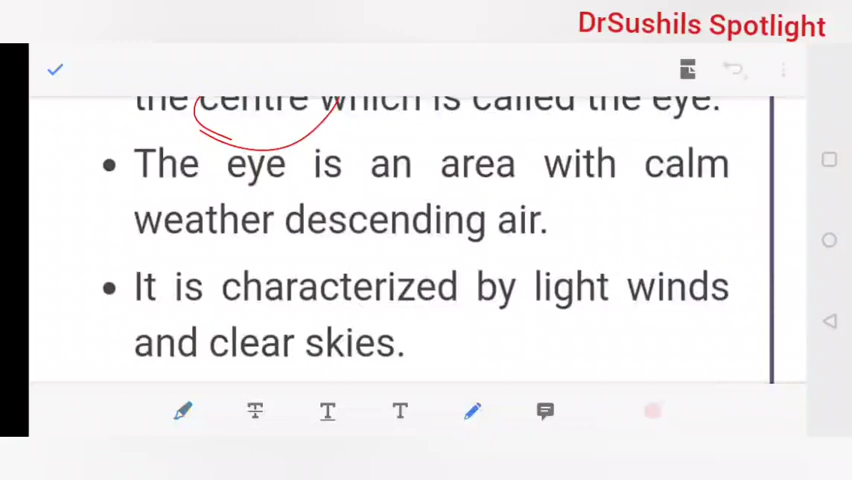 DrSushils Spotlight
the centre which is called the eye.
• The eye is an area with calm
weather descending air.
• It is characterized by light winds
and clear skies.